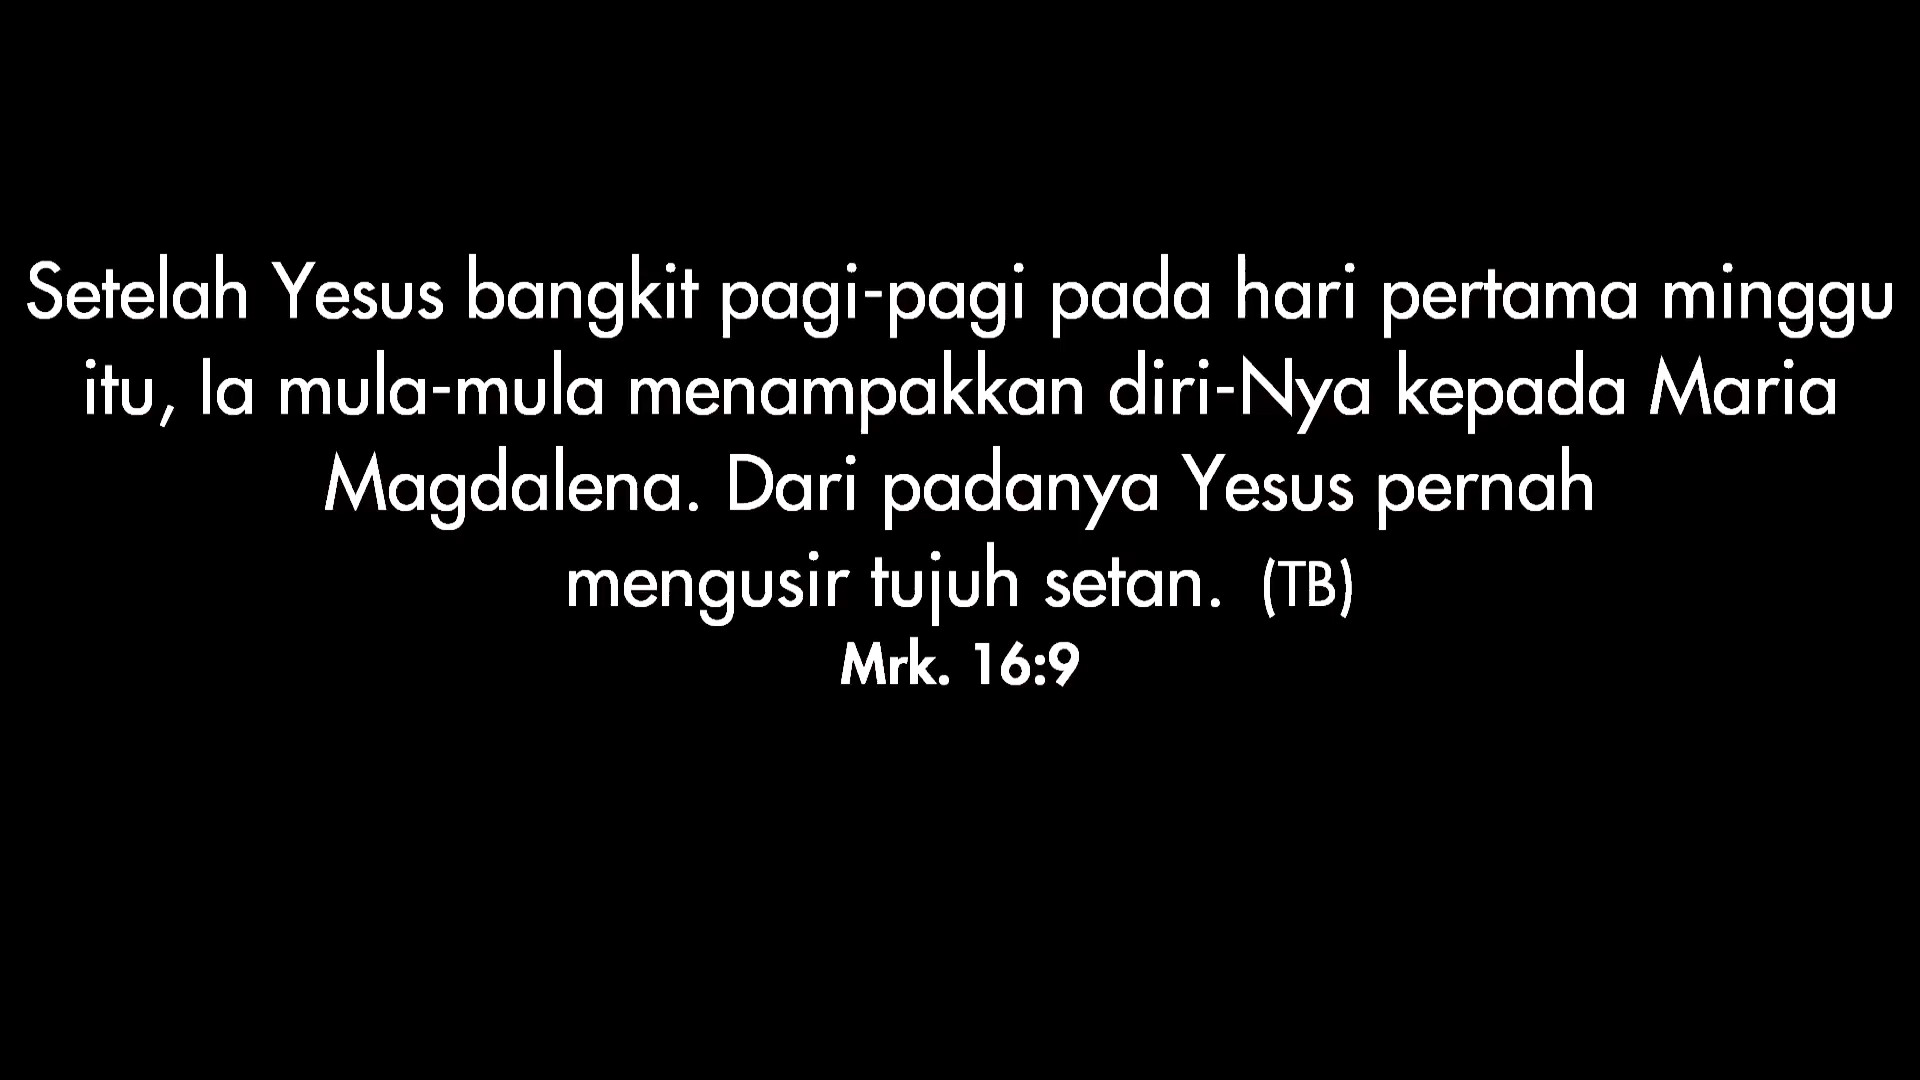 Setelah Yesus bangkit pagi-pagi pada hari pertama minggu
itu, Ia mula-mula menampakkan diri-Nya kepada Maria
Magdalena. Dari padanya Yesus pernah
mengusir tujuh setan. (TB)
Mrk. 16:9